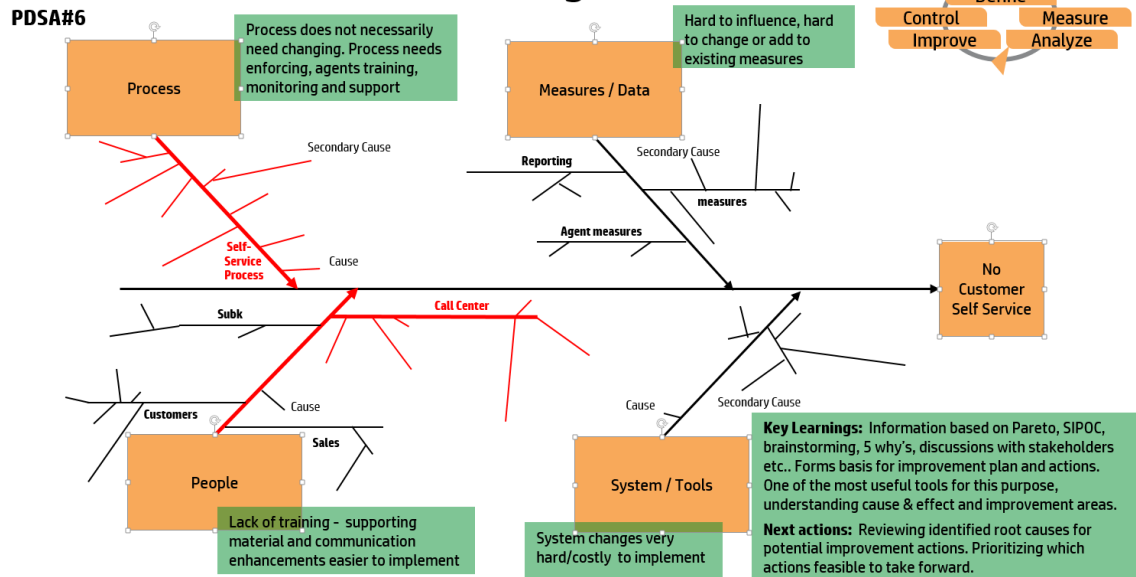 PDSA#6
Process does not necessarily
need changing. Process needs
enforcing, agents training,
monitoring and support
Hard to influence, hard
to change or add to
existing measures
Define
Control
Measure
Improve
Analyze
Process
Measures / Data
Secondary Cause
Reporting
Secondary Cause
measures
Agent measures
Self-
Service
Process
Cause
No
Customer
Self Service
Call Center
Subk
Customers
Cause
Sales
Cause
Secondary Cause
People
System / Tools
Lack of training - supporting
material and communication
enhancements easier to implement
System changes very
hard/costly to implement
Key Learnings: Information based on Pareto, SIPOC,
brainstorming, 5 why's, discussions with stakeholders
etc.. Forms basis for improvement plan and actions.
One of the most useful tools for this purpose,
understanding cause & effect and improvement areas.
Next actions: Reviewing identified root causes for
potential improvement actions. Prioritizing which
actions feasible to take forward.